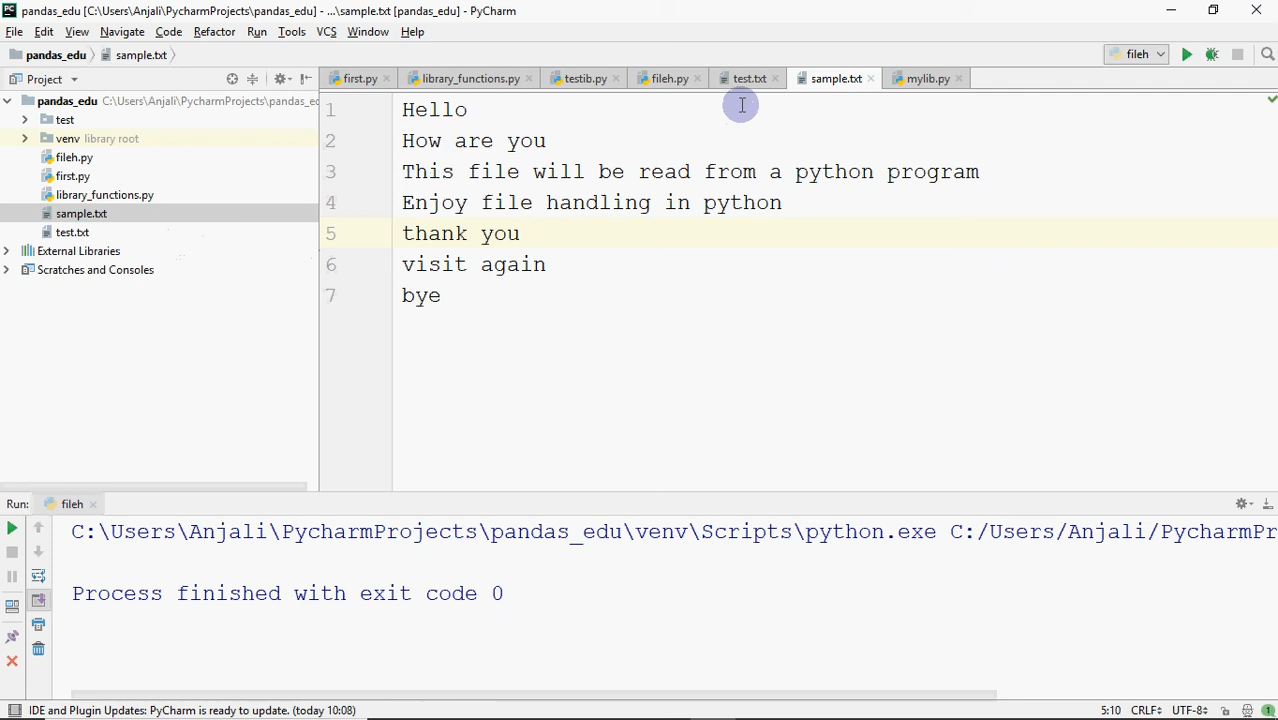 pandas_edu [C:\Users\Anjali\PycharmProjects\pandas_edu] - ...\sample.txt [pandas_edu] - PyCharm
File Edit View Navigate Code Refactor Run Tools VCS Window Help
pandas_edu sample.txt fileh
Project first.py library_functions.py testib.py fileh.py test.txt sample.txt mylib.py
pandas_edu C:\Users\Anjali\PycharmProjects\pandas_ed
test
venv library root
fileh.py
first.py
library_functions.py
sample.txt
test.txt
External Libraries
Scratches and Consoles
1 Hello
2 How are you
3 This file will be read from a python program
4 Enjoy file handling in python
5 thank you
6 visit again
7 bye
Run: fileh
C:\Users\Anjali\PycharmProjects\pandas_edu\venv\Scripts\python.exe C:/Users/Anjali/PycharmPr
Process finished with exit code 0
IDE and Plugin Updates: PyCharm is ready to update. (today 10:08) 5:10 CRLF UTF-8 1